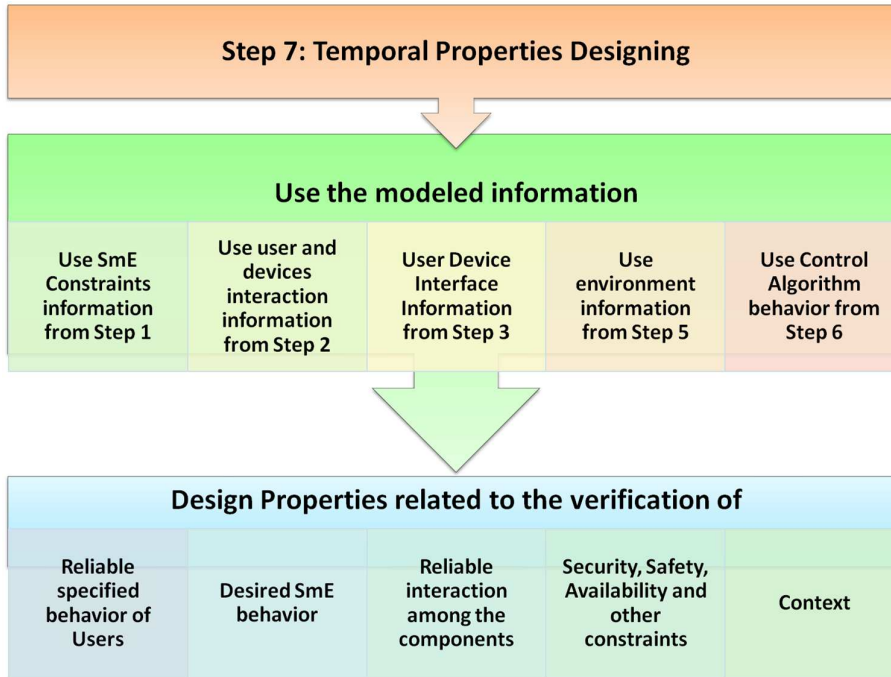 Step 7: Temporal Properties Designing
Use the modeled information
Use SmE
Constraints
information
from Step 1
Use user and
devices
interaction
information
from Step 2
User Device
Interface
Information
from Step 3
Use
environment
information
from Step 5
Use Control
Algorithm
behavior from
Step 6
Design Properties related to the verification of
Reliable
specified
behavior of
Users
Desired SmE
behavior
Reliable
interaction
among the
components
Security, Safety,
Availability and
other
constraints
Context